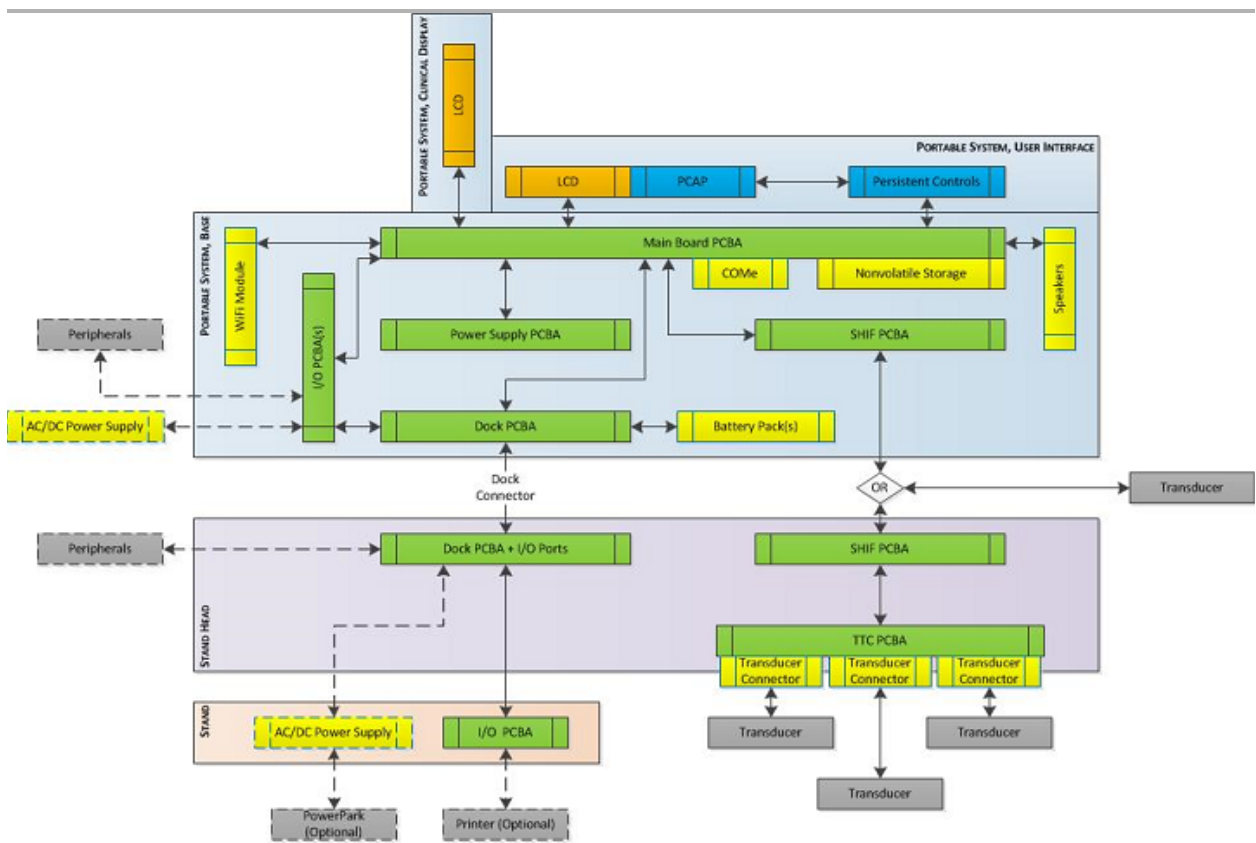 PORTABLE SYSTEM, CLINICAL DISPLAY
LCD
PORTABLE SYSTEM, USER INTERFACE
LCD
PCAP
Persistent Controls
PORTABLE SYSTEM, BASE
WiFi Module
Main Board PCBA
COMe
Nonvolatile Storage
Speakers
Peripherals
I/O PCBA(s)
Power Supply PCBA
SHIF PCBA
AC/DC Power Supply
Dock PCBA
Battery Pack(s)
Dock
Connector
OR
Transducer
STAND HEAD
Peripherals
Dock PCBA + I/O Ports
SHIF PCBA
TTC PCBA
Transducer
Connector
Transducer
Connector
Transducer
Connector
STAND
AC/DC Power Supply
I/O PCBA
Transducer
Transducer
Transducer
PowerPark
(Optional)
Printer (Optional)